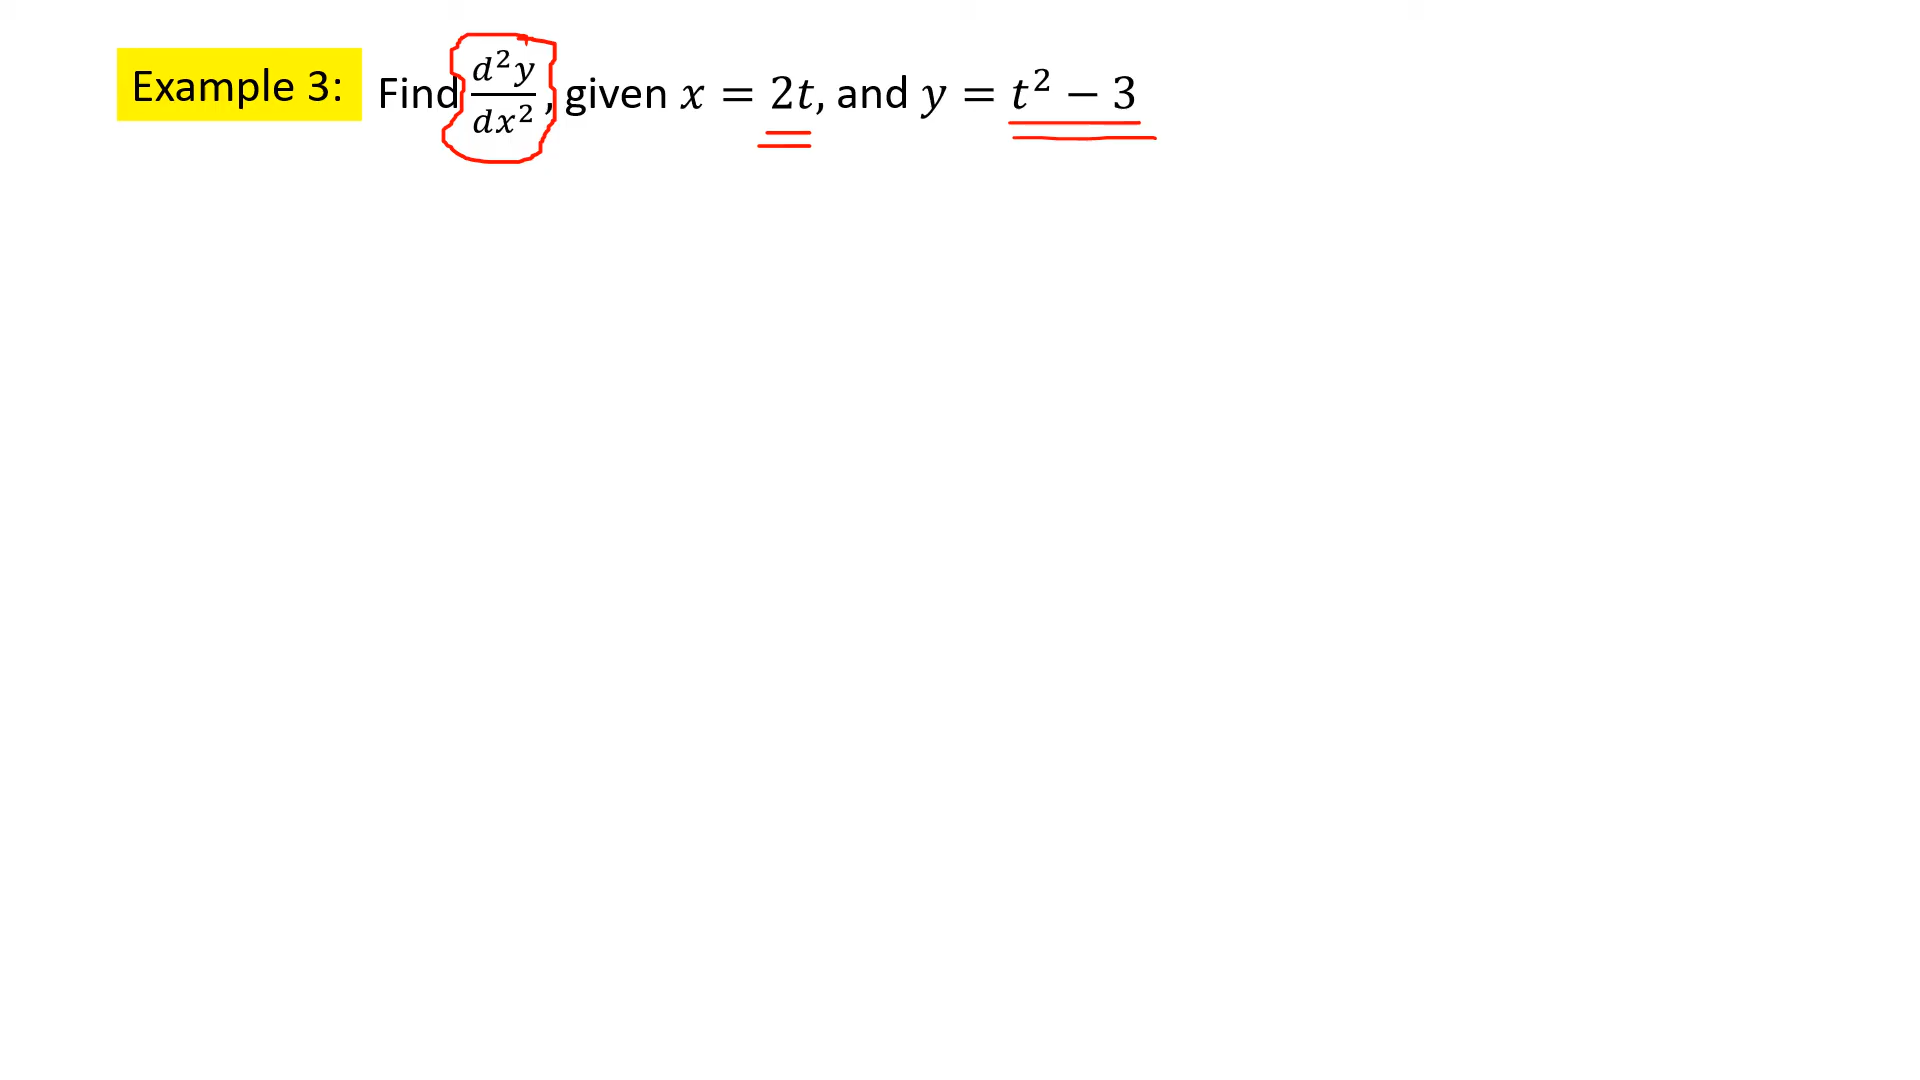 Example 3: Find d²y/dx², given x = 2t, and y = t² − 3